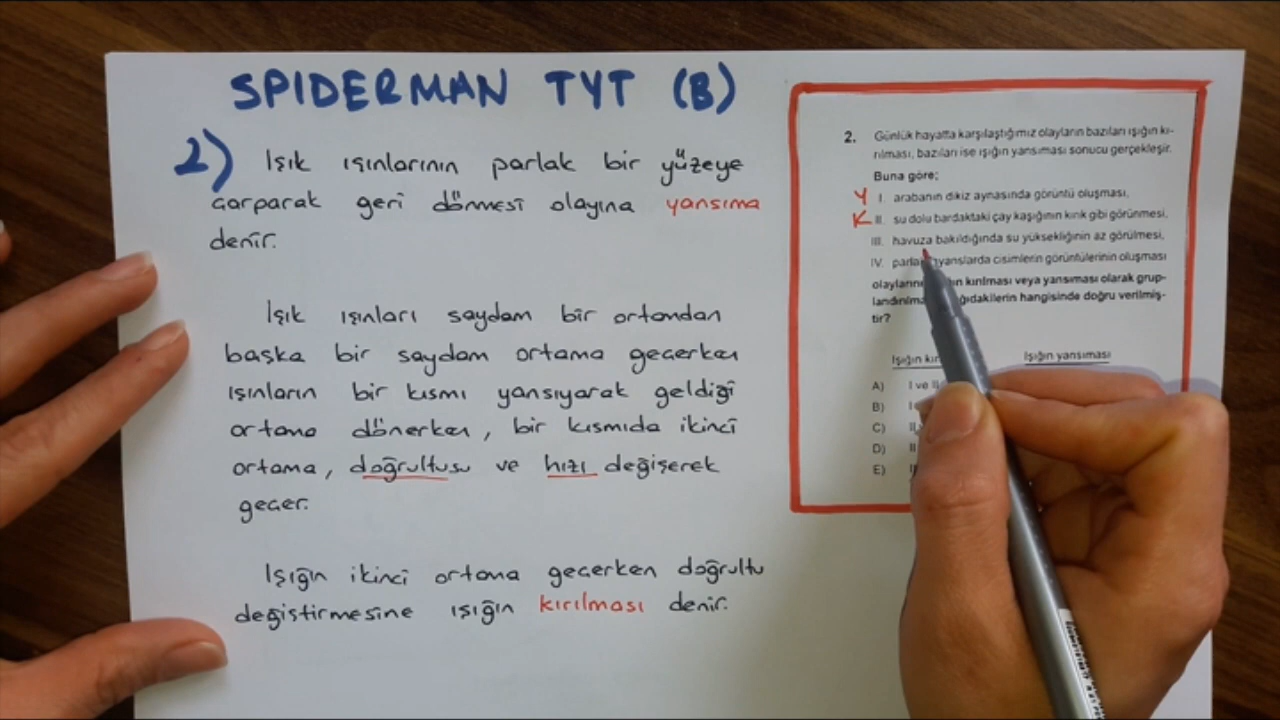 SPIDERMAN TYT (B)
2) Işık ışınlarının parlak bir yüzeye
çarparak geri dönmesi olayına yansıma
denir.
Işık ışınları saydam bir ortamdan
başka bir saydam ortama geçerken
ışınların bir kısmı yansıyarak geldiği
ortama dönerken, bir kısmıda ikinci
ortama, doğrultusu ve hızı değişerek
geçer.
Işığın ikinci ortama geçerken doğrultu
değiştirmesine ışığın kırılması denir.
2. Günlük hayatta karşılaştığımız olayların bazıları ışığın kı-
rılması, bazıları ise ışığın yansıması sonucu gerçekleşir.
Buna göre;
Y I. arabanın dikiz aynasında görüntü oluşması,
K II. su dolu bardaktaki çay kaşığının kırık gibi görünmesi,
III. havuza bakıldığında su yüksekliğinin az görülmesi,
IV. cisimlerin görüntülerinin oluşması
kırılması veya yansıması olarak grup-
hangisinde doğru verilmiş-
tir?
Işığın Işığın yansıması
A) I ve II
B)
C)
D)
E)